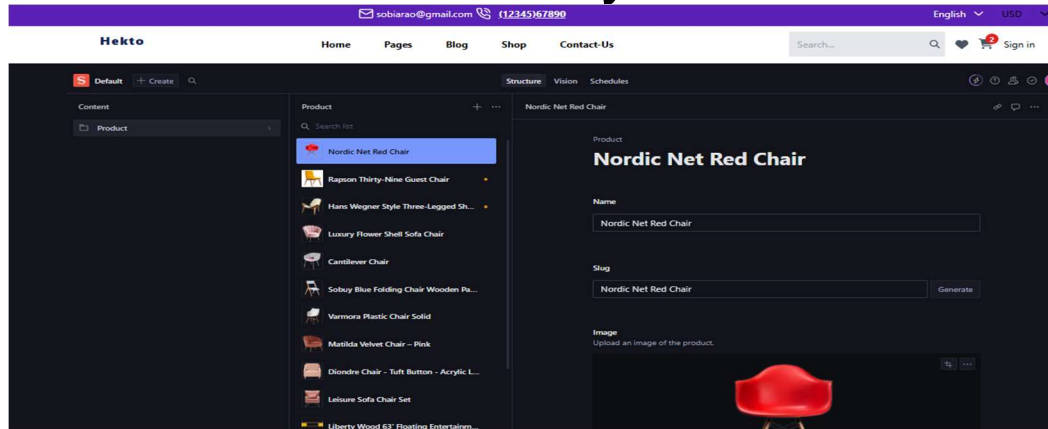 sobiarao@gmail.com (12345)67890 English USD
Hekto Home Pages Blog Shop Contact-Us Search... 2 Sign in
S Default + Create Structure Vision Schedules
Content Product + ... Nordic Net Red Chair ...
Product
Search list
Nordic Net Red Chair
Rapson Thirty-Nine Guest Chair
Hans Wegner Style Three-Legged Sh...
Luxury Flower Shell Sofa Chair
Cantilever Chair
Sobuy Blue Folding Chair Wooden Pa...
Varmora Plastic Chair Solid
Matilda Velvet Chair – Pink
Diondre Chair - Tuft Button - Acrylic L...
Leisure Sofa Chair Set
Liberty Wood 63' Floating Entertainm...
Product
Nordic Net Red Chair
Name
Nordic Net Red Chair
Slug
Nordic Net Red Chair Generate
Image
Upload an image of the product.